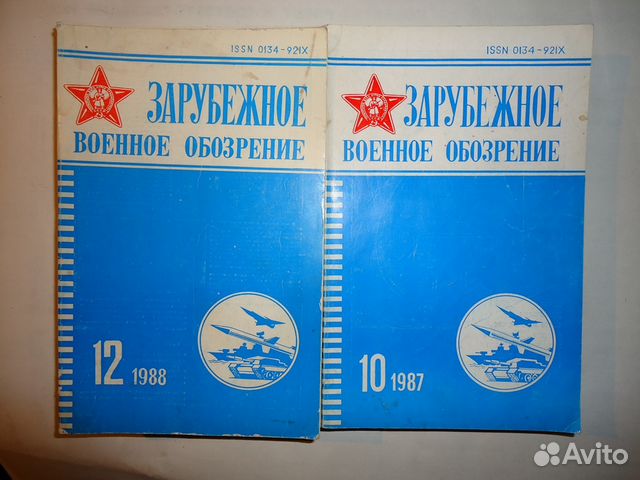 ISSN 0134-921X
ЗАРУБЕЖНОЕ
ВОЕННОЕ ОБОЗРЕНИЕ
12 1988
ISSN 0134-921X
ЗАРУБЕЖНОЕ
ВОЕННОЕ ОБОЗРЕНИЕ
10 1987
Avito